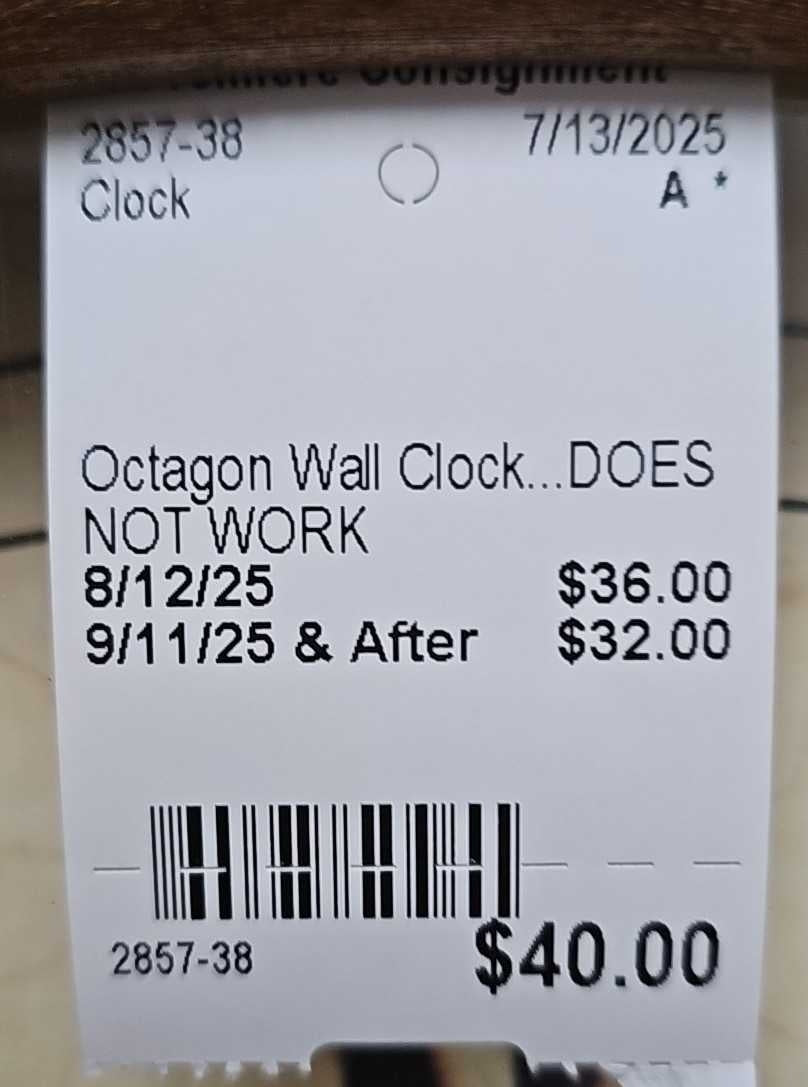 Consignment
2857-38 7/13/2025
Clock A *
Octagon Wall Clock...DOES
NOT WORK
8/12/25 $36.00
9/11/25 & After $32.00
2857-38 $40.00